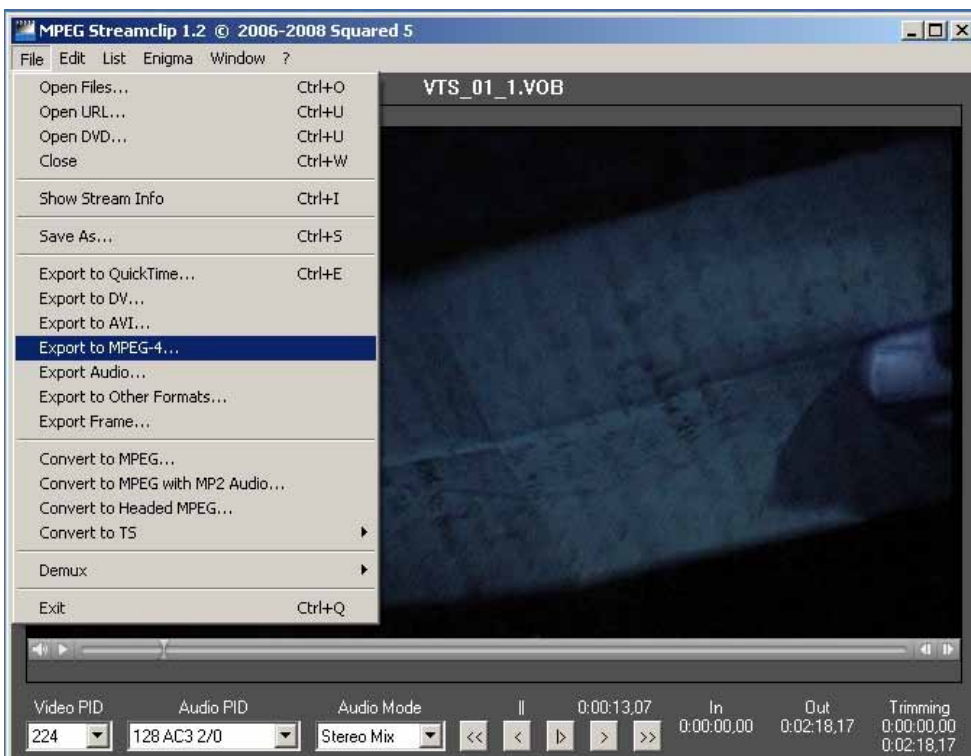 MPEG Streamclip 1.2 © 2006-2008 Squared 5
File Edit List Enigma Window ?
VTS_01_1.VOB
Open Files... Ctrl+O
Open URL... Ctrl+U
Open DVD... Ctrl+U
Close Ctrl+W
Show Stream Info Ctrl+I
Save As... Ctrl+S
Export to QuickTime... Ctrl+E
Export to DV...
Export to AVI...
Export to MPEG-4...
Export Audio...
Export to Other Formats...
Export Frame...
Convert to MPEG...
Convert to MPEG with MP2 Audio...
Convert to Headed MPEG...
Convert to TS
Demux
Exit Ctrl+Q
Video PID Audio PID Audio Mode || 0:00:13,07 In Out Trimming
224 128 AC3 2/0 Stereo Mix << < |> > >> 0:00:00,00 0:02:18,17 0:00:00,00
0:02:18,17